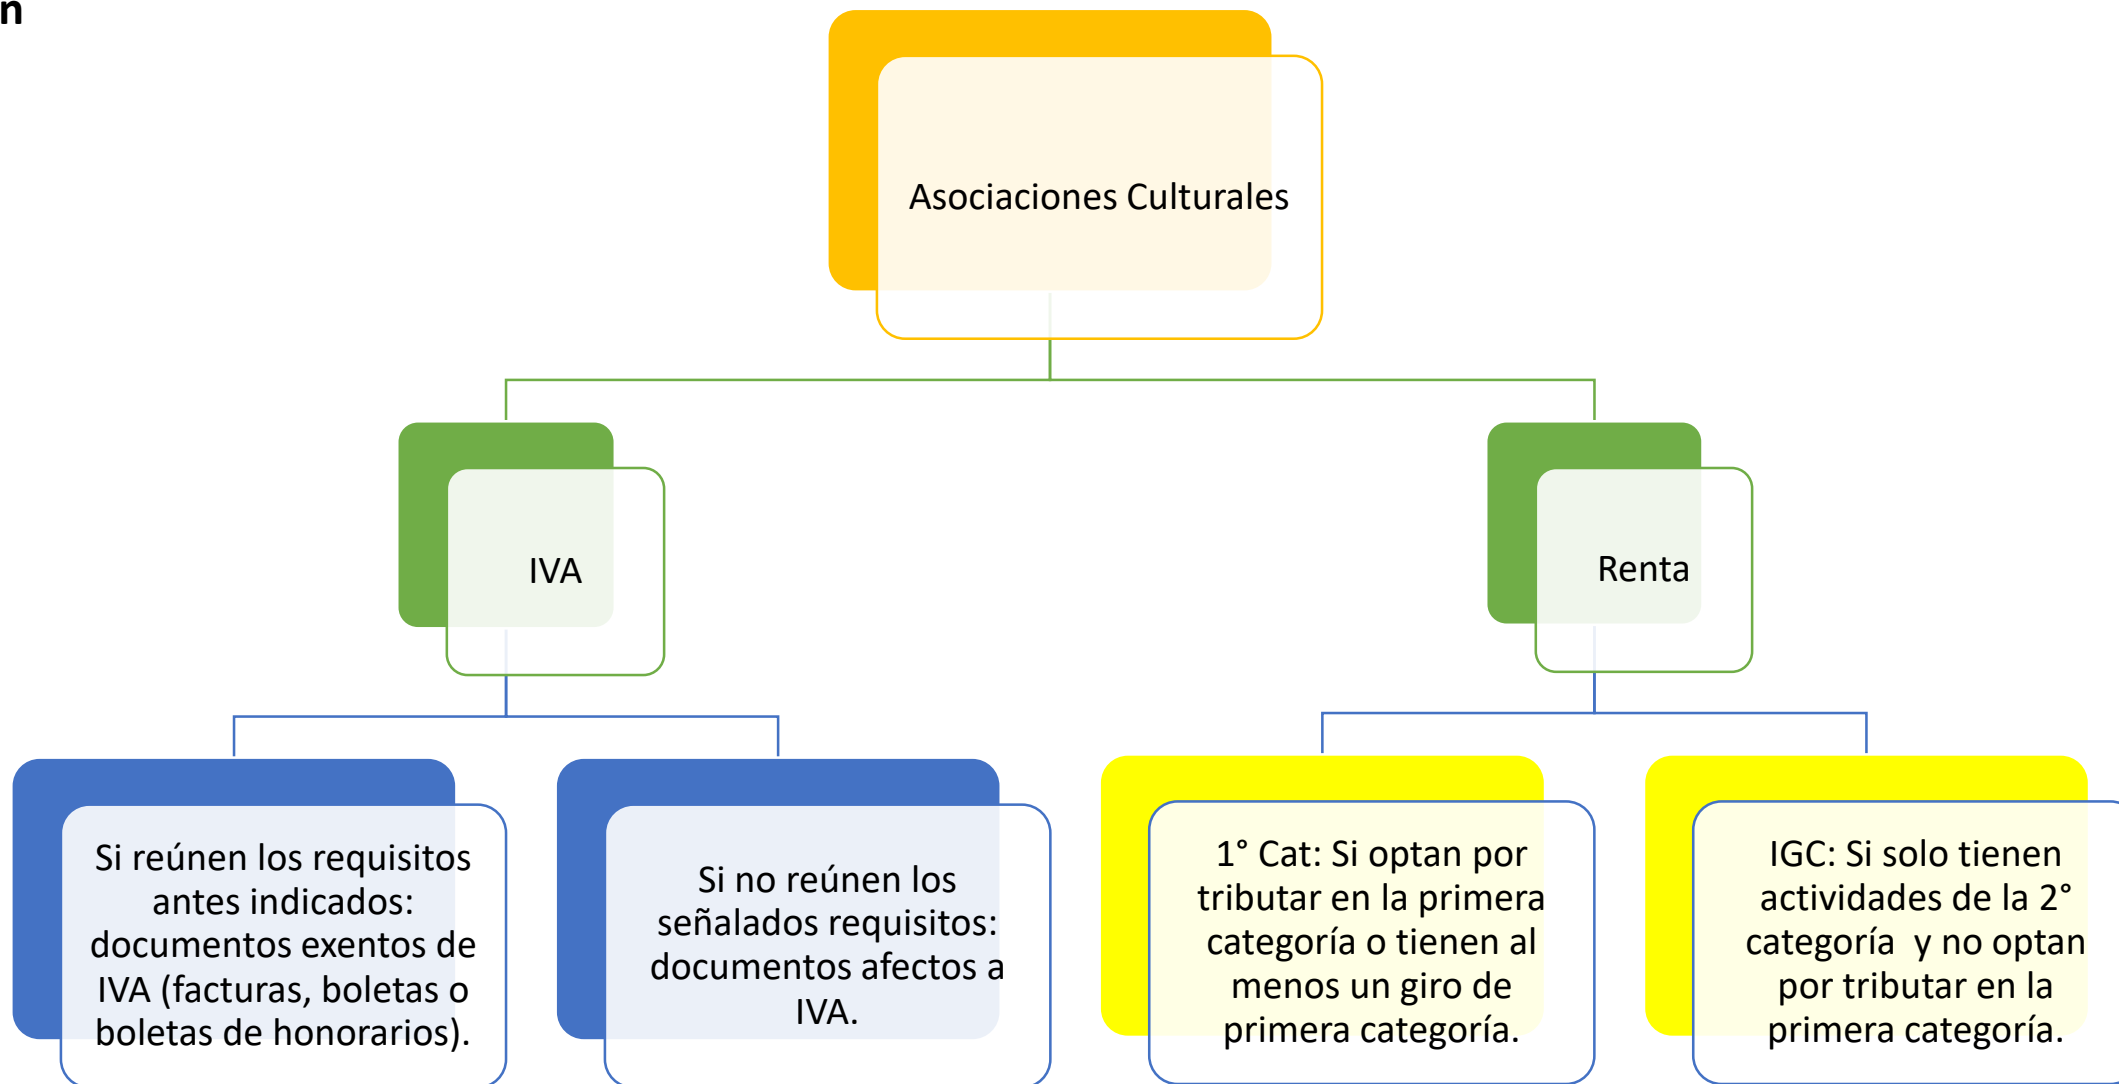 n
Asociaciones Culturales
IVA
Renta
Si reúnen los requisitos
antes indicados:
documentos exentos de
IVA (facturas, boletas o
boletas de honorarios).
Si no reúnen los
señalados requisitos:
documentos afectos a
IVA.
1° Cat: Si optan por
tributar en la primera
categoría o tienen al
menos un giro de
primera categoría.
IGC: Si solo tienen
actividades de la 2°
categoría  y no optan
por tributar en la
primera categoría.